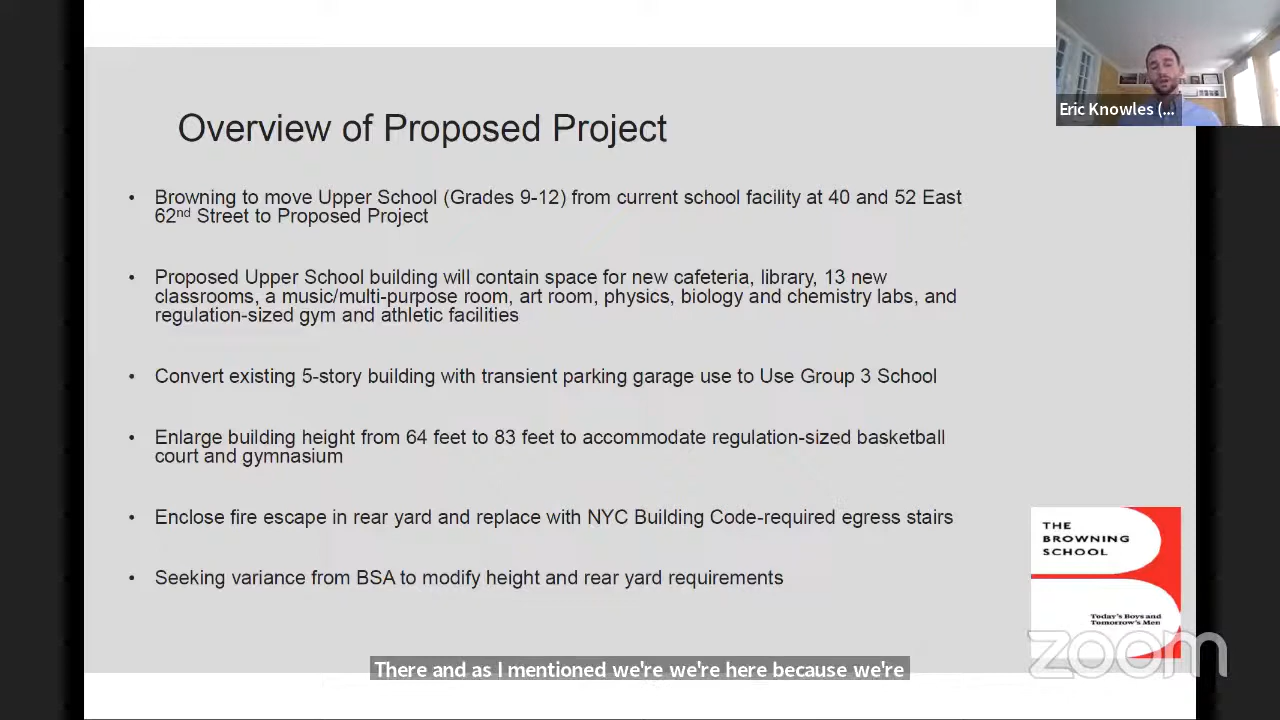 Eric Knowles (...
Overview of Proposed Project
• Browning to move Upper School (Grades 9-12) from current school facility at 40 and 52 East
62nd Street to Proposed Project
• Proposed Upper School building will contain space for new cafeteria, library, 13 new
classrooms, a music/multi-purpose room, art room, physics, biology and chemistry labs, and
regulation-sized gym and athletic facilities
• Convert existing 5-story building with transient parking garage use to Use Group 3 School
• Enlarge building height from 64 feet to 83 feet to accommodate regulation-sized basketball
court and gymnasium
• Enclose fire escape in rear yard and replace with NYC Building Code-required egress stairs
• Seeking variance from BSA to modify height and rear yard requirements
THE
BROWNING
SCHOOL
Today's Boys and
Tomorrow's Men
zoom
There and as I mentioned we're we're here because we're